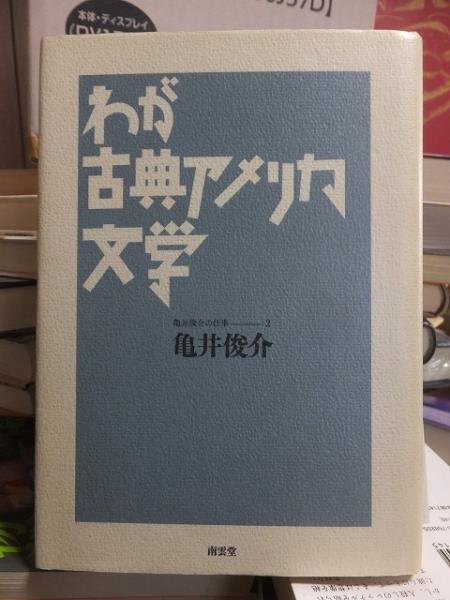 本体・ディスプレイ
わが
古典アメリカ
文学
亀井俊介の仕事――2
亀井俊介
南雲堂